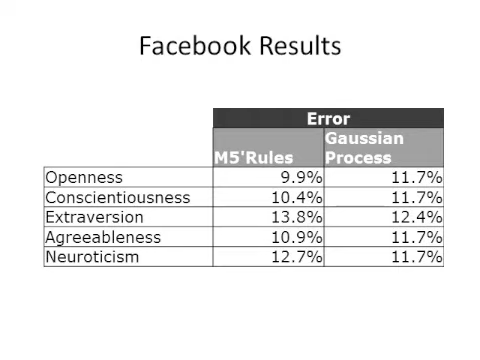 Facebook Results
Error
M5'Rules Gaussian Process
Openness 9.9% 11.7%
Conscientiousness 10.4% 11.7%
Extraversion 13.8% 12.4%
Agreeableness 10.9% 11.7%
Neuroticism 12.7% 11.7%